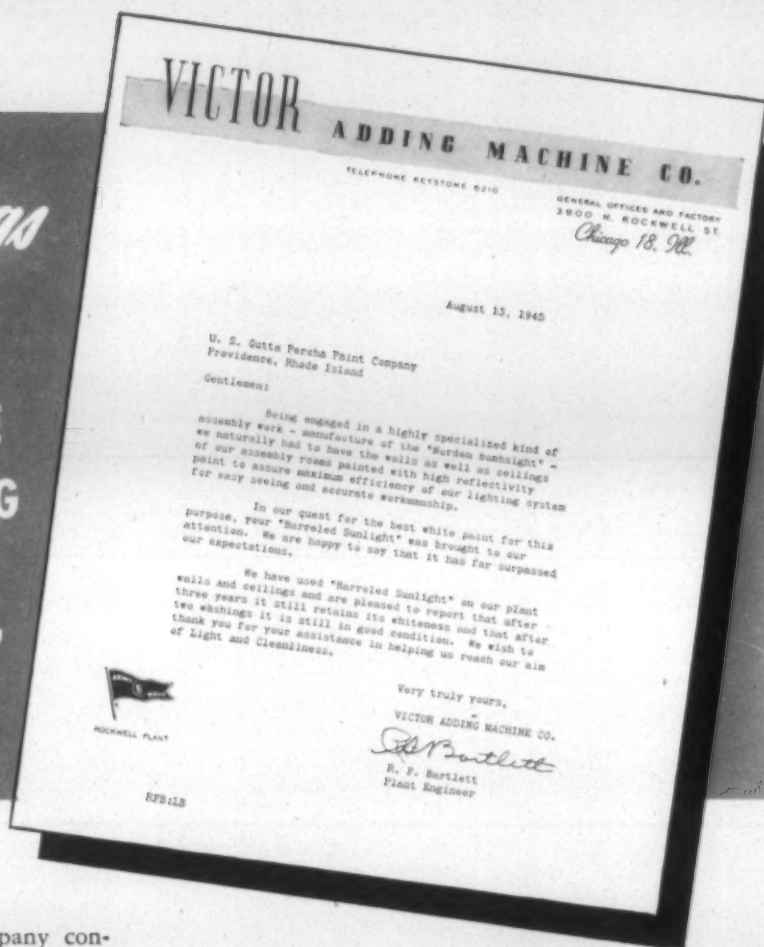 VICTOR ADDING MACHINE CO.
TELEPHONE KEYSTONE 6210
GENERAL OFFICES AND FACTORY
3900 N. ROCKWELL ST.
Chicago 18, Ill.
August 13, 1945
U. S. Gutta Percha Paint Company
Providence, Rhode Island
Gentlemen:
Being engaged in a highly specialized kind of
assembly work - manufacture of the "Norden Bombsight" -
we naturally had to have the walls as well as ceilings
of our assembly rooms painted with high reflectivity
paint to assure maximum efficiency of our lighting system
for easy seeing and accurate workmanship.
In our quest for the best white paint for this
purpose, your "Barreled Sunlight" was brought to our
attention. We are happy to say that it has far surpassed
our expectations.
We have used "Barreled Sunlight" on our plant
walls and ceilings and are pleased to report that after
three years it still retains its whiteness and that after
two washings it is still in good condition. We wish to
thank you for your assistance in helping us reach our aim
of Light and Cleanliness.
Very truly yours,
VICTOR ADDING MACHINE CO.
R F Bartlett
R. F. Bartlett
Plant Engineer
ROCKWELL PLANT
RFB:LB
G
pany con-